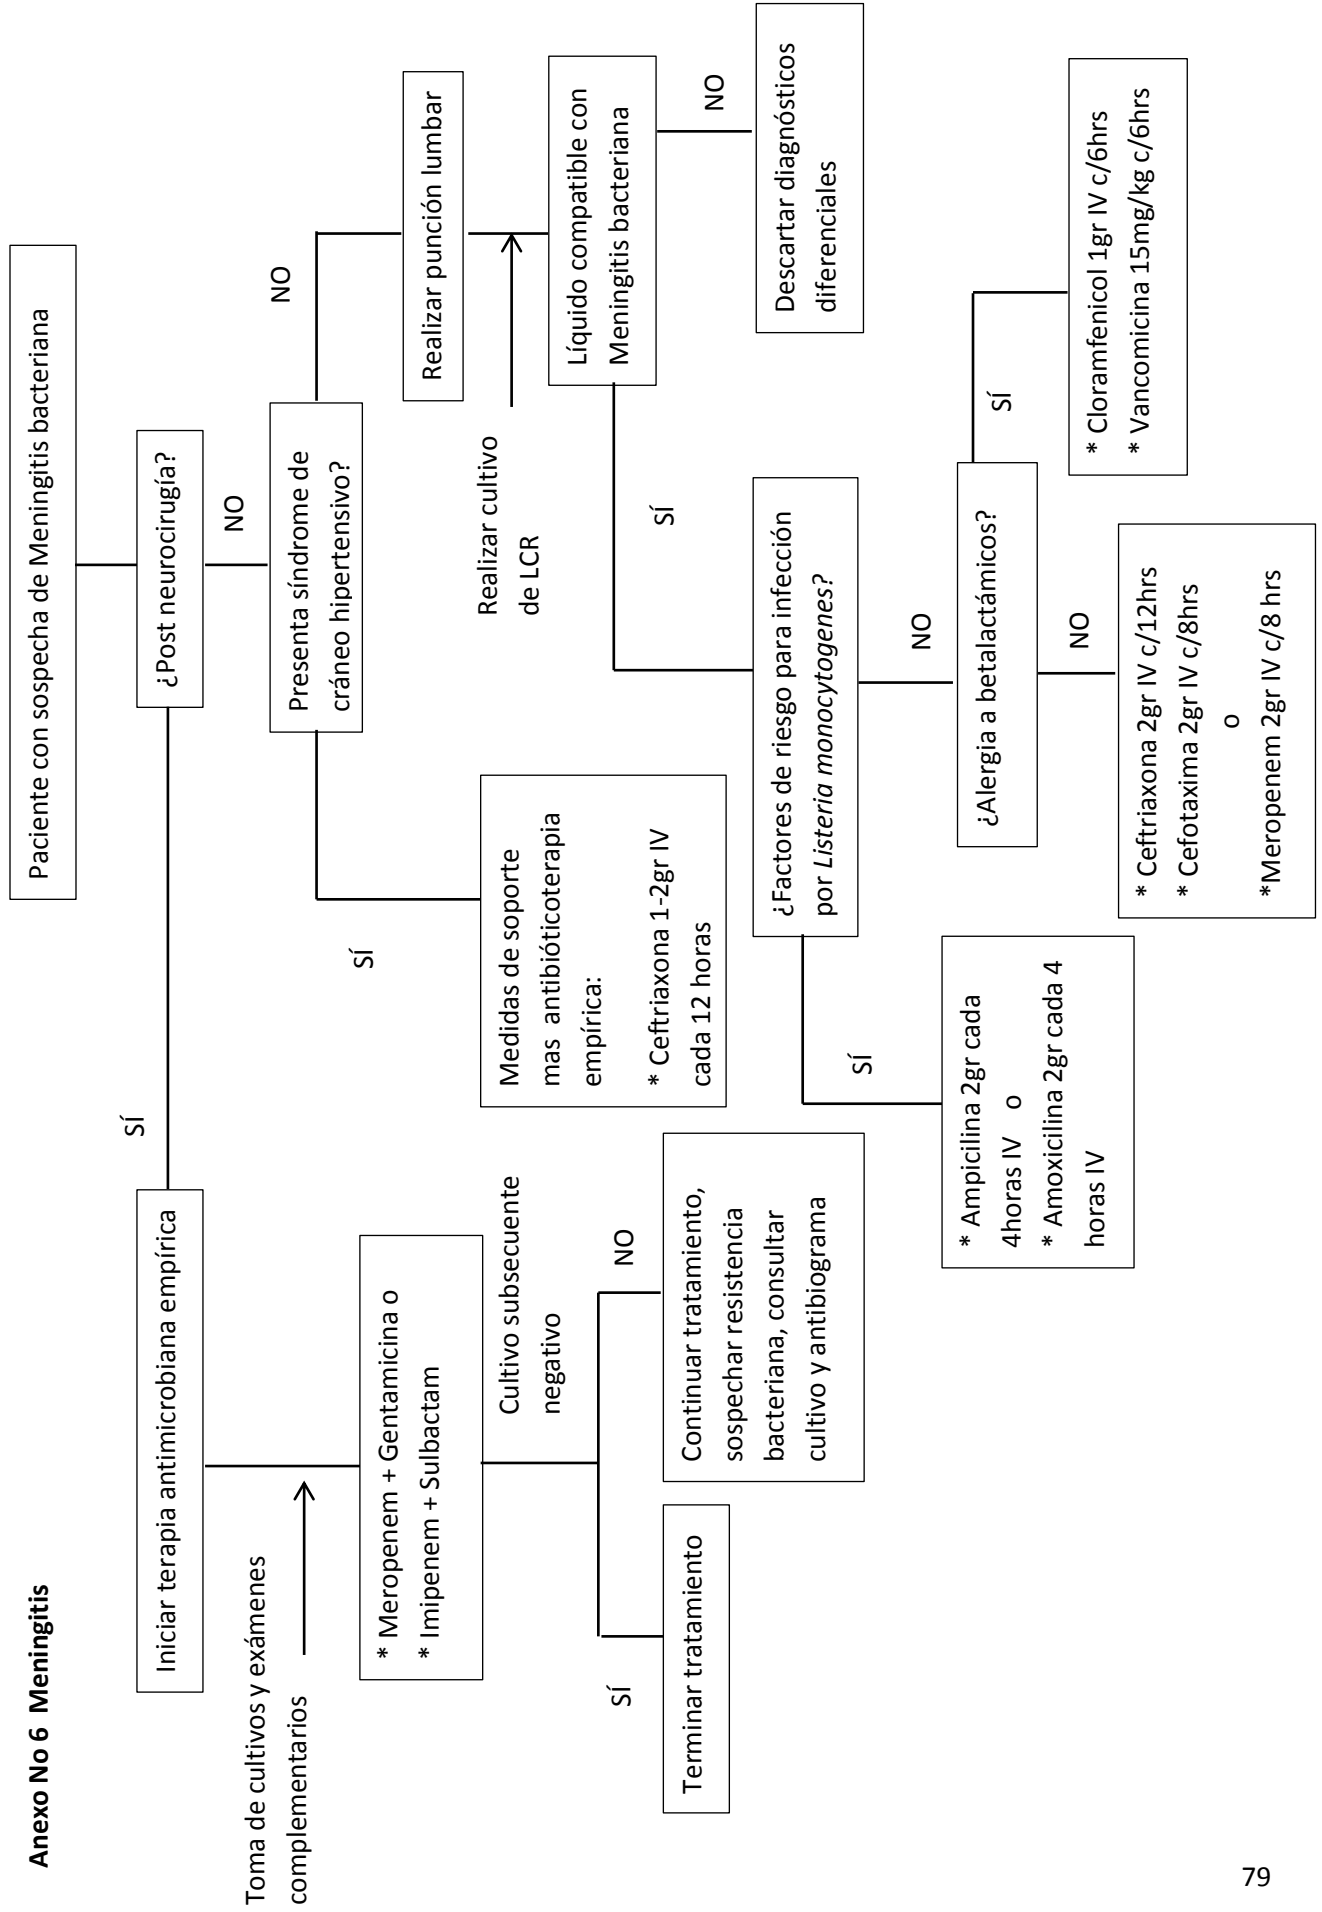 Anexo No 6  Meningitis
Paciente con sospecha de Meningitis bacteriana
¿Post neurocirugía?
SÍ
NO
Iniciar terapia antimicrobiana empírica
Toma de cultivos y exámenes
complementarios
* Meropenem + Gentamicina o
* Imipenem + Sulbactam
Cultivo subsecuente
negativo
SÍ
NO
Terminar tratamiento
Continuar tratamiento,
sospechar resistencia
bacteriana, consultar
cultivo y antibiograma
Presenta síndrome de
cráneo hipertensivo?
SÍ
NO
Medidas de soporte
mas antibióticoterapia
empírica:
* Ceftriaxona 1-2gr IV
cada 12 horas
Realizar punción lumbar
Realizar cultivo
de LCR
Líquido compatible con
Meningitis bacteriana
SÍ
NO
Descartar diagnósticos
diferenciales
¿Factores de riesgo para infección
por Listeria monocytogenes?
SÍ
NO
* Ampicilina 2gr cada
4horas IV o
* Amoxicilina 2gr cada 4
horas IV
¿Alergia a betalactámicos?
SÍ
NO
* Cloramfenicol 1gr IV c/6hrs
* Vancomicina 15mg/kg c/6hrs
* Ceftriaxona 2gr IV c/12hrs
* Cefotaxima 2gr IV c/8hrs
o
*Meropenem 2gr IV c/8 hrs
79